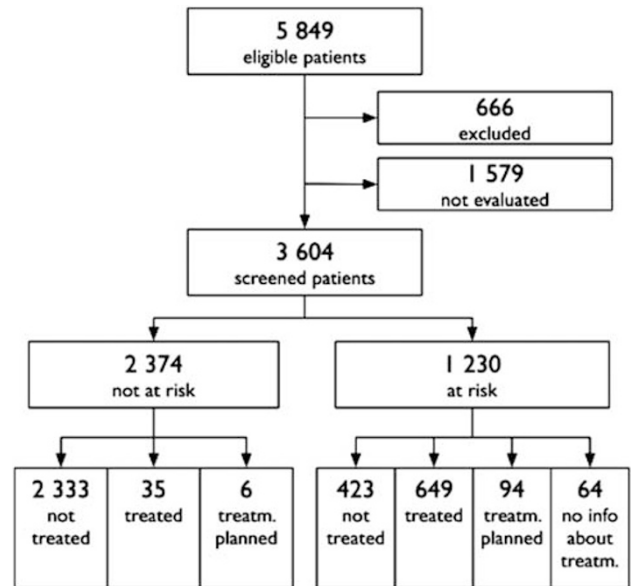 5 849
eligible patients
666
excluded
1 579
not evaluated
3 604
screened patients
2 374
not at risk
1 230
at risk
2 333
not
treated
35
treated
6
treatm.
planned
423
not
treated
649
treated
94
treatm.
planned
64
no info
about
treatm.